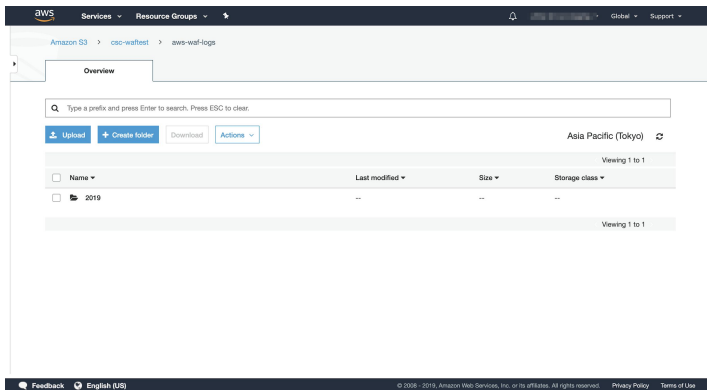 aws Services Resource Groups Global Support
Amazon S3 > csc-waftest > aws-waf-logs
Overview
Type a prefix and press Enter to search. Press ESC to clear.
Upload + Create folder Download Actions Asia Pacific (Tokyo)
Viewing 1 to 1
Name Last modified Size Storage class
2019 -- -- --
Viewing 1 to 1
Feedback English (US) © 2008 - 2019, Amazon Web Services, Inc. or its affiliates. All rights reserved. Privacy Policy Terms of Use